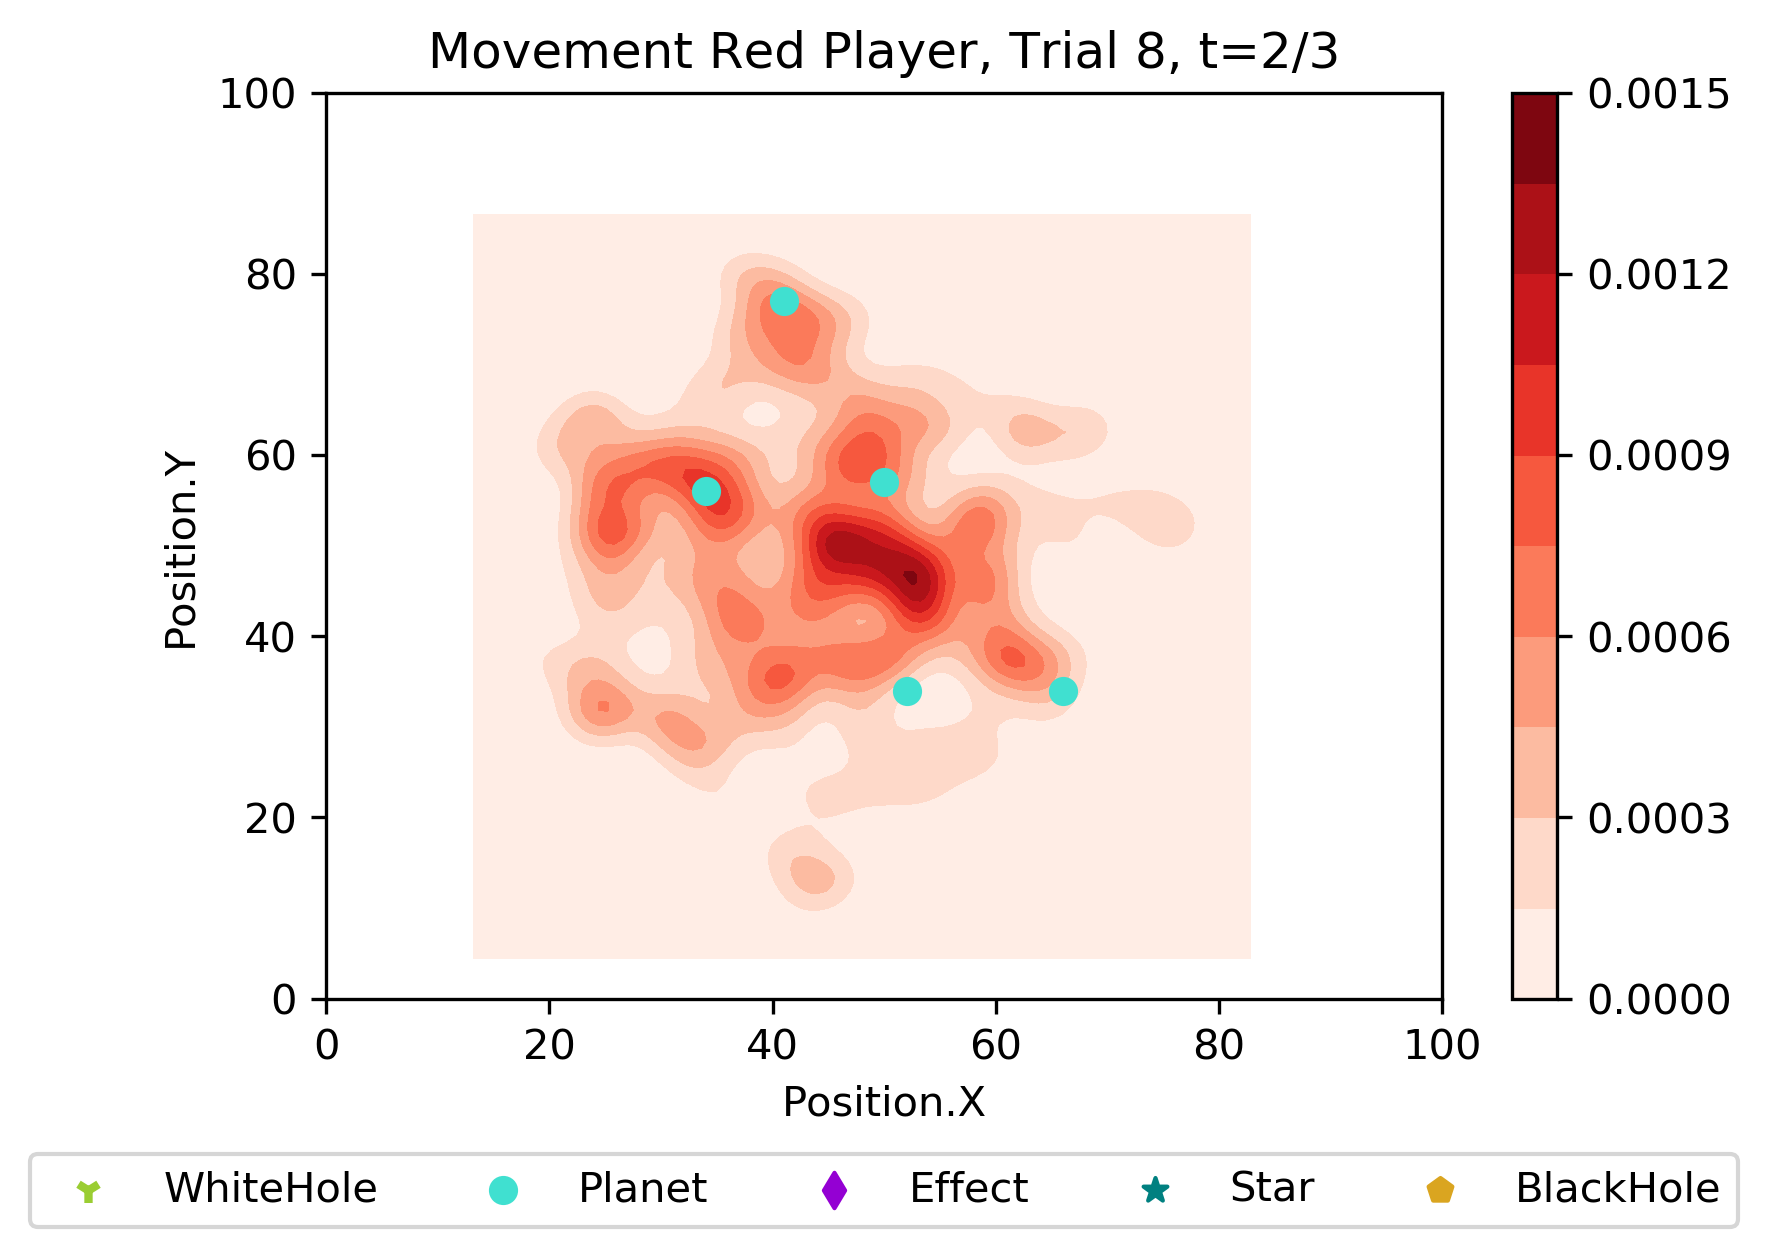 Movement Red Player, Trial 8, t=2/3
100
80
60
40
20
0
Position.Y
0 20 40 60 80 100
Position.X
0.0015
0.0012
0.0009
0.0006
0.0003
0.0000
WhiteHole Planet Effect Star BlackHole